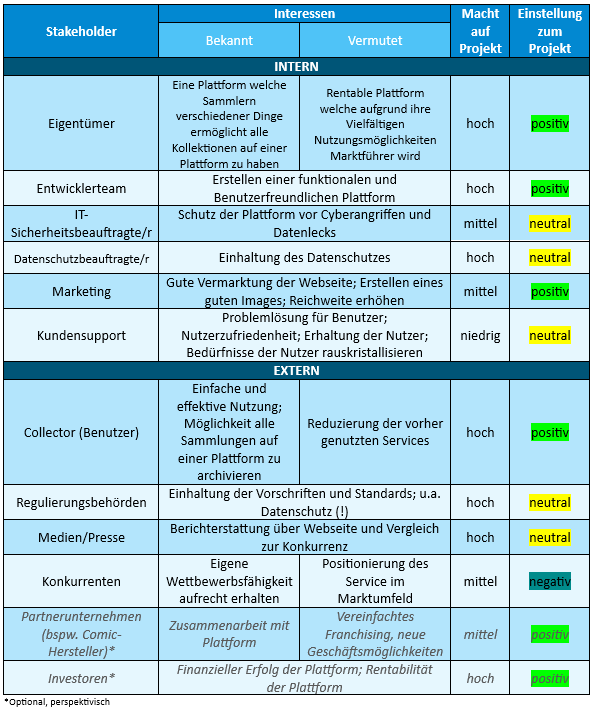 Stakeholder
Interessen
Macht
auf
Projekt
Einstellung
zum
Projekt
Bekannt
Vermutet
INTERN
Eigentümer
Eine Plattform welche
Sammlern
verschiedener Dinge
ermöglicht alle
Kollektionen auf einer
Plattform zu haben
Rentable Plattform
welche aufgrund ihre
Vielfältigen
Nutzungsmöglichkeiten
Marktführer wird
hoch
positiv
Entwicklerteam
Erstellen einer funktionalen und
Benutzerfreundlichen Plattform
hoch
positiv
IT-
Sicherheitsbeauftragte/r
Schutz der Plattform vor Cyberangriffen und
Datenlecks
mittel
neutral
Datenschutzbeauftragte/r
Einhaltung des Datenschutzes
hoch
neutral
Marketing
Gute Vermarktung der Webseite; Erstellen eines
guten Images; Reichweite erhöhen
mittel
positiv
Kundensupport
Problemlösung für Benutzer;
Nutzerzufriedenheit; Erhaltung der Nutzer;
Bedürfnisse der Nutzer rauskristallisieren
niedrig
neutral
EXTERN
Collector (Benutzer)
Einfache und
effektive Nutzung;
Möglichkeit alle
Sammlungen auf
einer Plattform zu
archivieren
Reduzierung der vorher
genutzten Services
hoch
positiv
Regulierungsbehörden
Einhaltung der Vorschriften und Standards; u.a.
Datenschutz (!)
hoch
neutral
Medien/Presse
Berichterstattung über Webseite und Vergleich
zur Konkurrenz
hoch
neutral
Konkurrenten
Eigene
Wettbewerbsfähigkeit
aufrecht erhalten
Positionierung des
Service im
Marktumfeld
mittel
negativ
Partnerunternehmen
(bspw. Comic-
Hersteller)*
Zusammenarbeit mit
Plattform
Vereinfachtes
Franchising, neue
Geschäftsmöglichkeiten
mittel
positiv
Investoren*
Finanzieller Erfolg der Plattform; Rentabilität
der Plattform
hoch
positiv
*Optional, perspektivisch